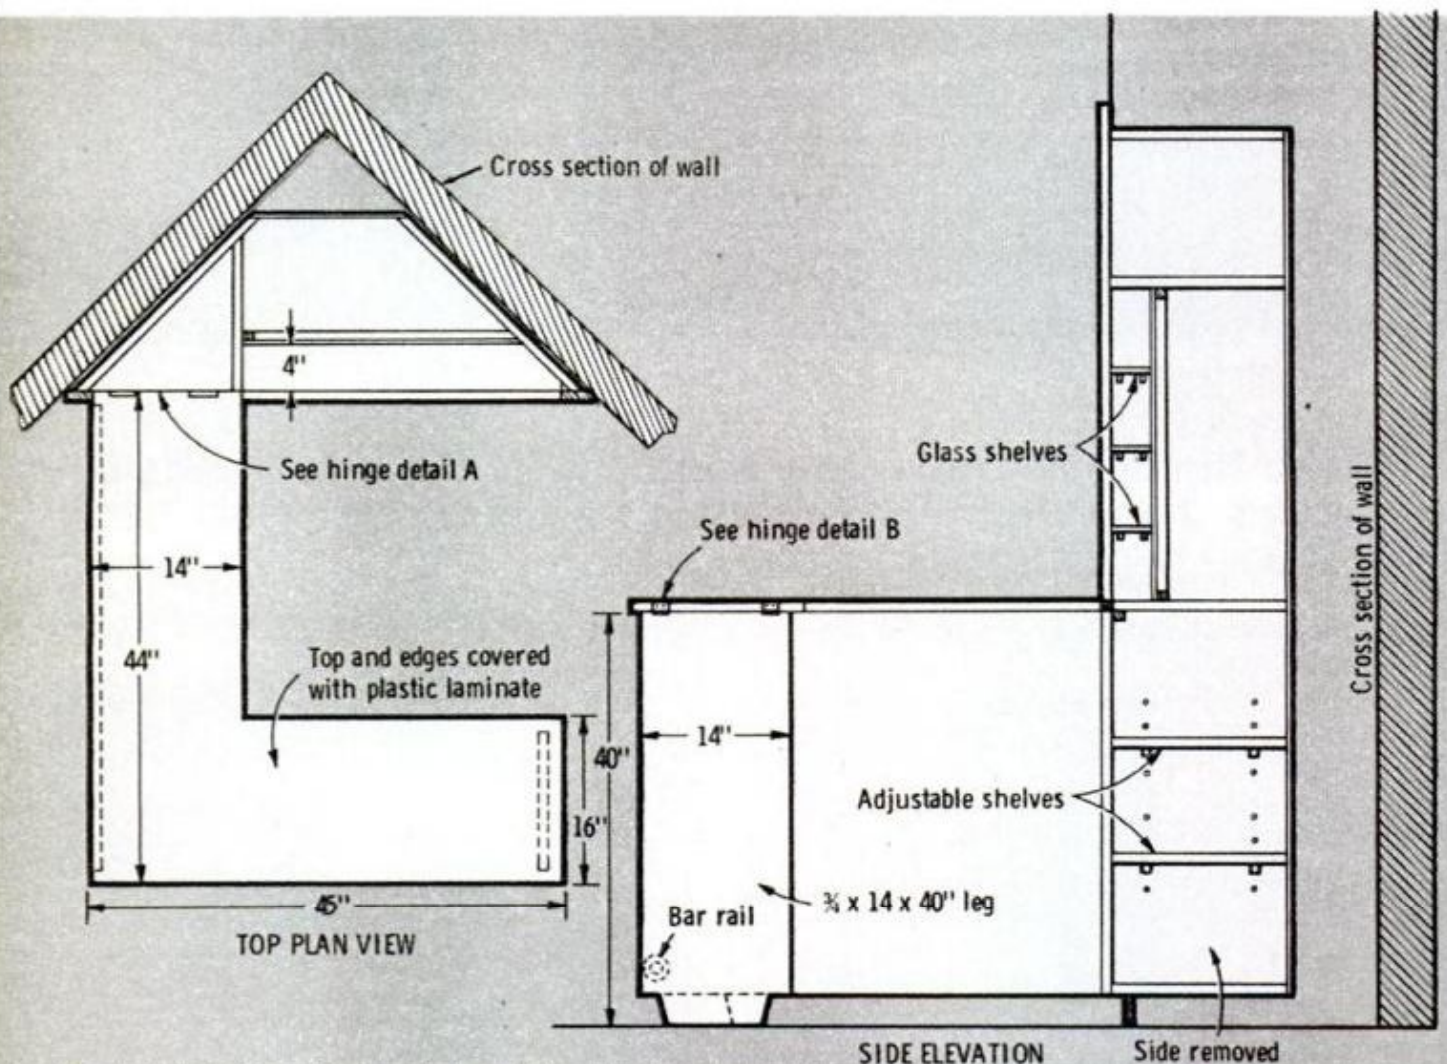 Cross section of wall
4"
See hinge detail A
14"
44"
Top and edges covered
with plastic laminate
16"
45"
TOP PLAN VIEW
Glass shelves
See hinge detail B
Cross section of wall
40"
14"
Adjustable shelves
¾ x 14 x 40" leg
Bar rail
SIDE ELEVATION
Side removed